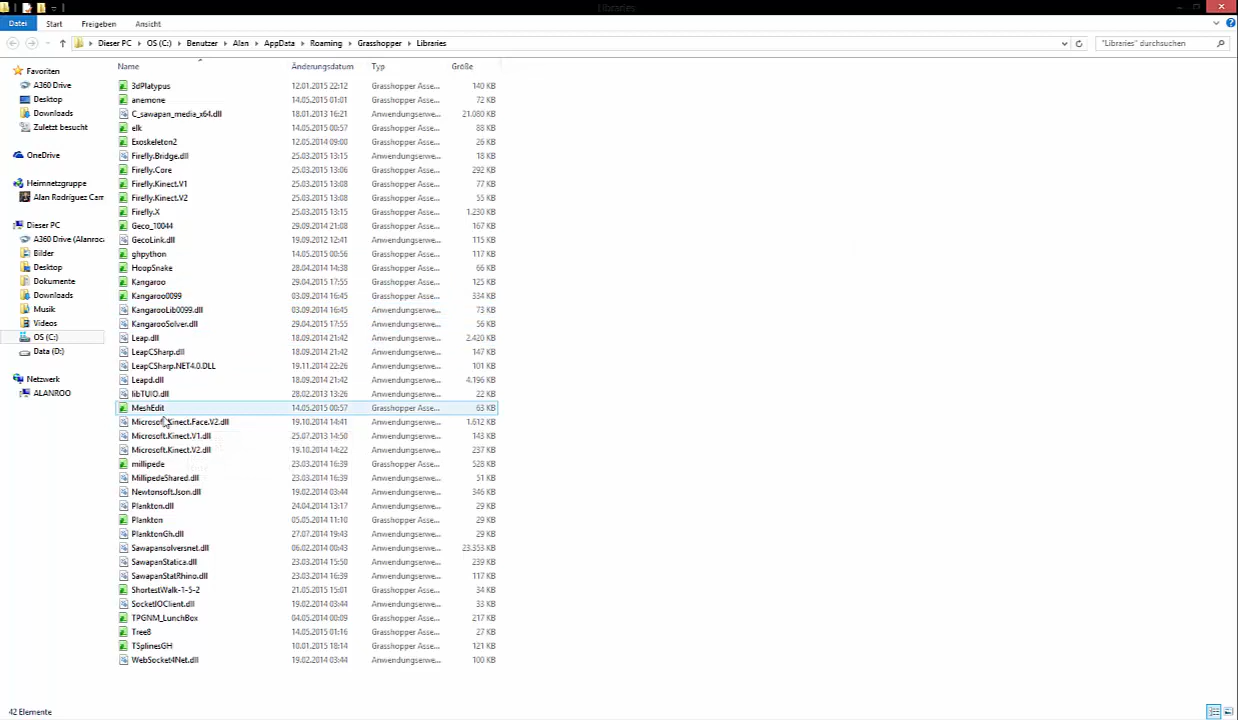 Libraries
Datei Start Freigeben Ansicht
Dieser PC OS (C:) Benutzer Alan AppData Roaming Grasshopper Libraries "Libraries" durchsuchen
Favoriten
A360 Drive
Desktop
Downloads
Zuletzt besucht
OneDrive
Heimnetzgruppe
Alan Rodríguez Carr
Dieser PC
A360 Drive (Alanroc
Bilder
Desktop
Dokumente
Downloads
Musik
Videos
OS (C:)
Data (D:)
Netzwerk
ALANROO
Name Änderungsdatum Typ Größe
3dPlatypus 12.01.2015 22:12 Grasshopper Asse... 140 KB
anemone 14.05.2015 01:01 Grasshopper Asse... 72 KB
C_sawapan_media_x64.dll 18.01.2013 16:21 Anwendungserwe... 21.080 KB
elk 14.05.2015 00:57 Grasshopper Asse... 88 KB
Exoskeleton2 12.05.2014 09:00 Grasshopper Asse... 26 KB
Firefly.Bridge.dll 25.03.2015 13:15 Anwendungserwe... 18 KB
Firefly.Core 25.03.2015 13:06 Grasshopper Asse... 292 KB
Firefly.Kinect.V1 25.03.2015 13:08 Grasshopper Asse... 77 KB
Firefly.Kinect.V2 25.03.2015 13:08 Grasshopper Asse... 55 KB
Firefly.X 25.03.2015 13:15 Grasshopper Asse... 1.230 KB
Geco_10044 29.09.2014 21:08 Grasshopper Asse... 167 KB
GecoLink.dll 19.09.2012 12:41 Anwendungserwe... 115 KB
ghpython 14.05.2015 00:56 Grasshopper Asse... 117 KB
HoopSnake 28.04.2014 14:38 Grasshopper Asse... 66 KB
Kangaroo 29.04.2015 17:55 Grasshopper Asse... 125 KB
Kangaroo0099 03.09.2014 16:45 Grasshopper Asse... 334 KB
KangarooLib0099.dll 03.09.2014 16:45 Anwendungserwe... 73 KB
KangarooSolver.dll 29.04.2015 17:55 Anwendungserwe... 56 KB
Leap.dll 18.09.2014 21:42 Anwendungserwe... 2.420 KB
LeapCSharp.dll 18.09.2014 21:42 Anwendungserwe... 147 KB
LeapCSharp.NET4.0.DLL 19.11.2014 22:26 Anwendungserwe... 101 KB
Leapd.dll 18.09.2014 21:42 Anwendungserwe... 4.196 KB
libTUIO.dll 28.02.2013 13:26 Anwendungserwe... 22 KB
MeshEdit 14.05.2015 00:57 Grasshopper Asse... 63 KB
Microsoft.Kinect.Face.V2.dll 19.10.2014 14:41 Anwendungserwe... 1.612 KB
Microsoft.Kinect.V1.dll 25.07.2013 14:50 Anwendungserwe... 143 KB
Microsoft.Kinect.V2.dll 19.10.2014 14:22 Anwendungserwe... 237 KB
millipede 23.03.2014 16:39 Grasshopper Asse... 528 KB
MillipedeShared.dll 23.03.2014 16:39 Anwendungserwe... 51 KB
Newtonsoft.Json.dll 19.02.2014 03:44 Anwendungserwe... 346 KB
Plankton.dll 24.04.2014 13:17 Anwendungserwe... 29 KB
Plankton 05.05.2014 11:10 Grasshopper Asse... 29 KB
PlanktonGh.dll 27.07.2014 19:43 Anwendungserwe... 29 KB
Sawapansolversnet.dll 06.02.2014 00:43 Anwendungserwe... 23.353 KB
SawapanStatica.dll 23.03.2014 15:50 Anwendungserwe... 239 KB
SawapanStatRhino.dll 23.03.2014 16:39 Anwendungserwe... 117 KB
ShortestWalk-1-5-2 21.05.2015 15:01 Grasshopper Asse... 34 KB
SocketIOClient.dll 19.02.2014 03:44 Anwendungserwe... 33 KB
TPGNM_LunchBox 04.05.2014 00:09 Grasshopper Asse... 217 KB
Tree8 14.05.2015 01:16 Grasshopper Asse... 27 KB
TSplinesGH 10.01.2015 18:14 Grasshopper Asse... 121 KB
WebSocket4Net.dll 19.02.2014 03:44 Anwendungserwe... 100 KB
42 Elemente